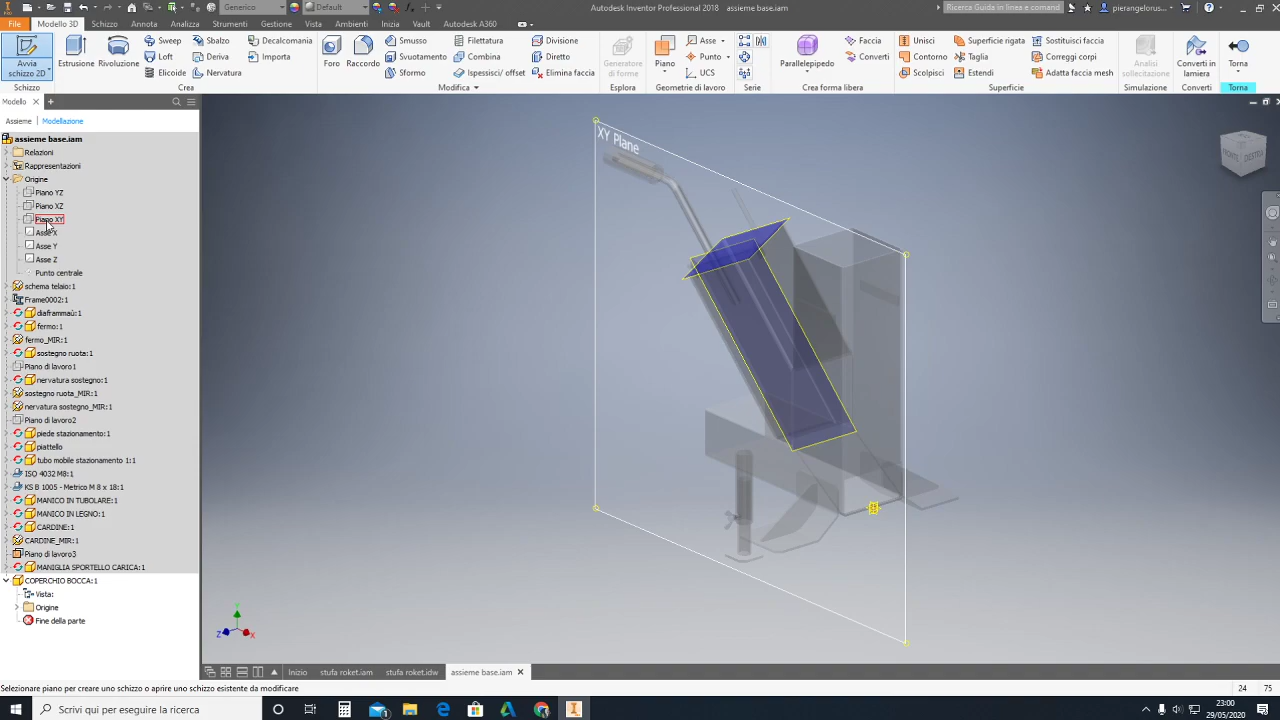 Generico
Default
Autodesk Inventor Professional 2018 assieme base.iam
Ricerca Guida in linea e comandi
pierangelorus...
File
Modello 3D
Schizzo
Annota
Analizza
Strumenti
Gestione
Vista
Ambienti
Inizia
Vault
Autodesk A360
Avvia
schizzo 2D
Estrusione
Rivoluzione
Sweep
Loft
Elicoide
Sbalzo
Deriva
Nervatura
Decalcomania
Importa
Foro
Raccordo
Smusso
Svuotamento
Sformo
Filettatura
Combina
Ispessisci/ offset
Divisione
Diretto
Elimina faccia
Generatore
di forme
Piano
Asse
Punto
UCS
Parallelepipedo
Faccia
Converti
Unisci
Contorno
Scolpisci
Superficie rigata
Taglia
Estendi
Sostituisci faccia
Correggi corpo
Adatta faccia mesh
Analisi
sollecitazione
Converti in
lamiera
Torna
Schizzo
Crea
Modifica
Esplora
Geometrie di lavoro
Serie
Crea forma libera
Superficie
Simulazione
Converti
Torna
Modello
Assieme
Modellazione
assieme base.iam
Relazioni
Rappresentazioni
Origine
Piano YZ
Piano XZ
Piano XY
Asse X
Asse Y
Asse Z
Punto centrale
schema telaio:1
Frame0002:1
diaframmaù:1
fermo:1
fermo_MIR:1
sostegno ruota:1
Piano di lavoro1
nervatura sostegno:1
sostegno ruota_MIR:1
nervatura sostegno_MIR:1
Piano di lavoro2
piede stazionamento:1
piattello
tubo mobile stazionamento 1:1
ISO 4032 M8:1
KS B 1005 - Metrico M 8 x 18:1
MANICO IN TUBOLARE:1
MANICO IN LEGNO:1
CARDINE:1
CARDINE_MIR:1
Piano di lavoro3
MANIGLIA SPORTELLO CARICA:1
COPERCHIO BOCCA:1
Vista:
Origine
Fine della parte
XY Plane
Z
X
Inizio
stufa roket.iam
stufa roket.idw
assieme base.iam
Selezionare piano per creare uno schizzo o aprire uno schizzo esistente da modificare
24
75
Scrivi qui per eseguire la ricerca
23:00
29/05/2020